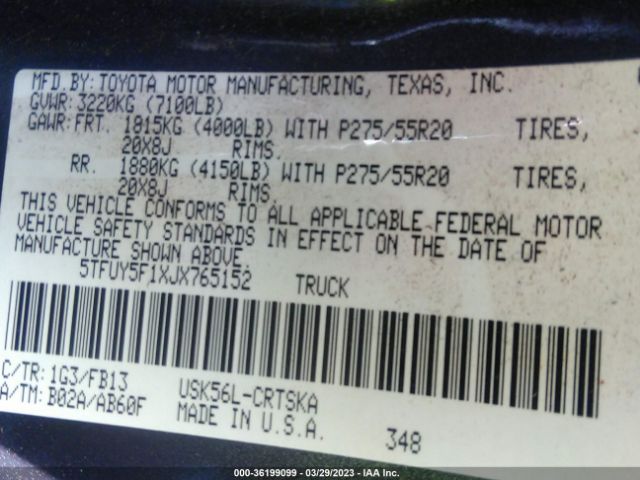 MFD.BY:TOYOTA MOTOR MANUFACTURING, TEXAS, INC.
GVWR:3220KG (7100LB)
GAWR:FRT. 1815KG (4000LB) WITH P275/55R20 TIRES,
20X8J RIMS.
RR. 1880KG (4150LB) WITH P275/55R20 TIRES,
20X8J RIMS.
THIS VEHICLE CONFORMS TO ALL APPLICABLE FEDERAL MOTOR
VEHICLE SAFETY STANDARDS IN EFFECT ON THE DATE OF
MANUFACTURE SHOWN ABOVE.
5TFUY5F1XJX765152 TRUCK
C/TR:1G3/FB13
A/TM:B02A/AB60F
USK56L-CRTSKA
MADE IN U.S.A.
348
000-36199099 - 03/29/2023 - IAA Inc.